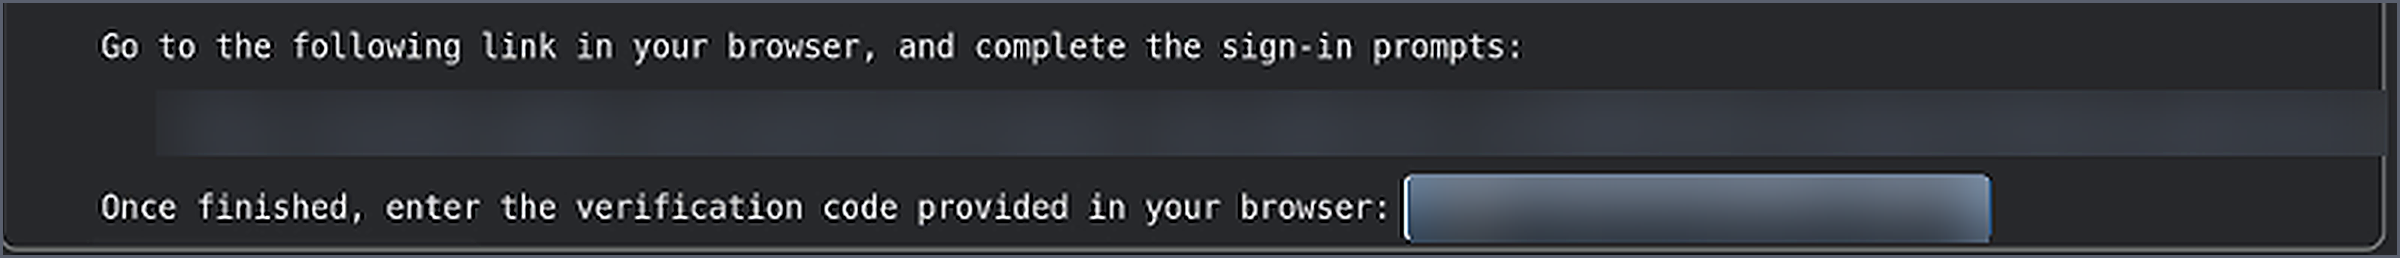 Go to the following link in your browser, and complete the sign-in prompts:
Once finished, enter the verification code provided in your browser: